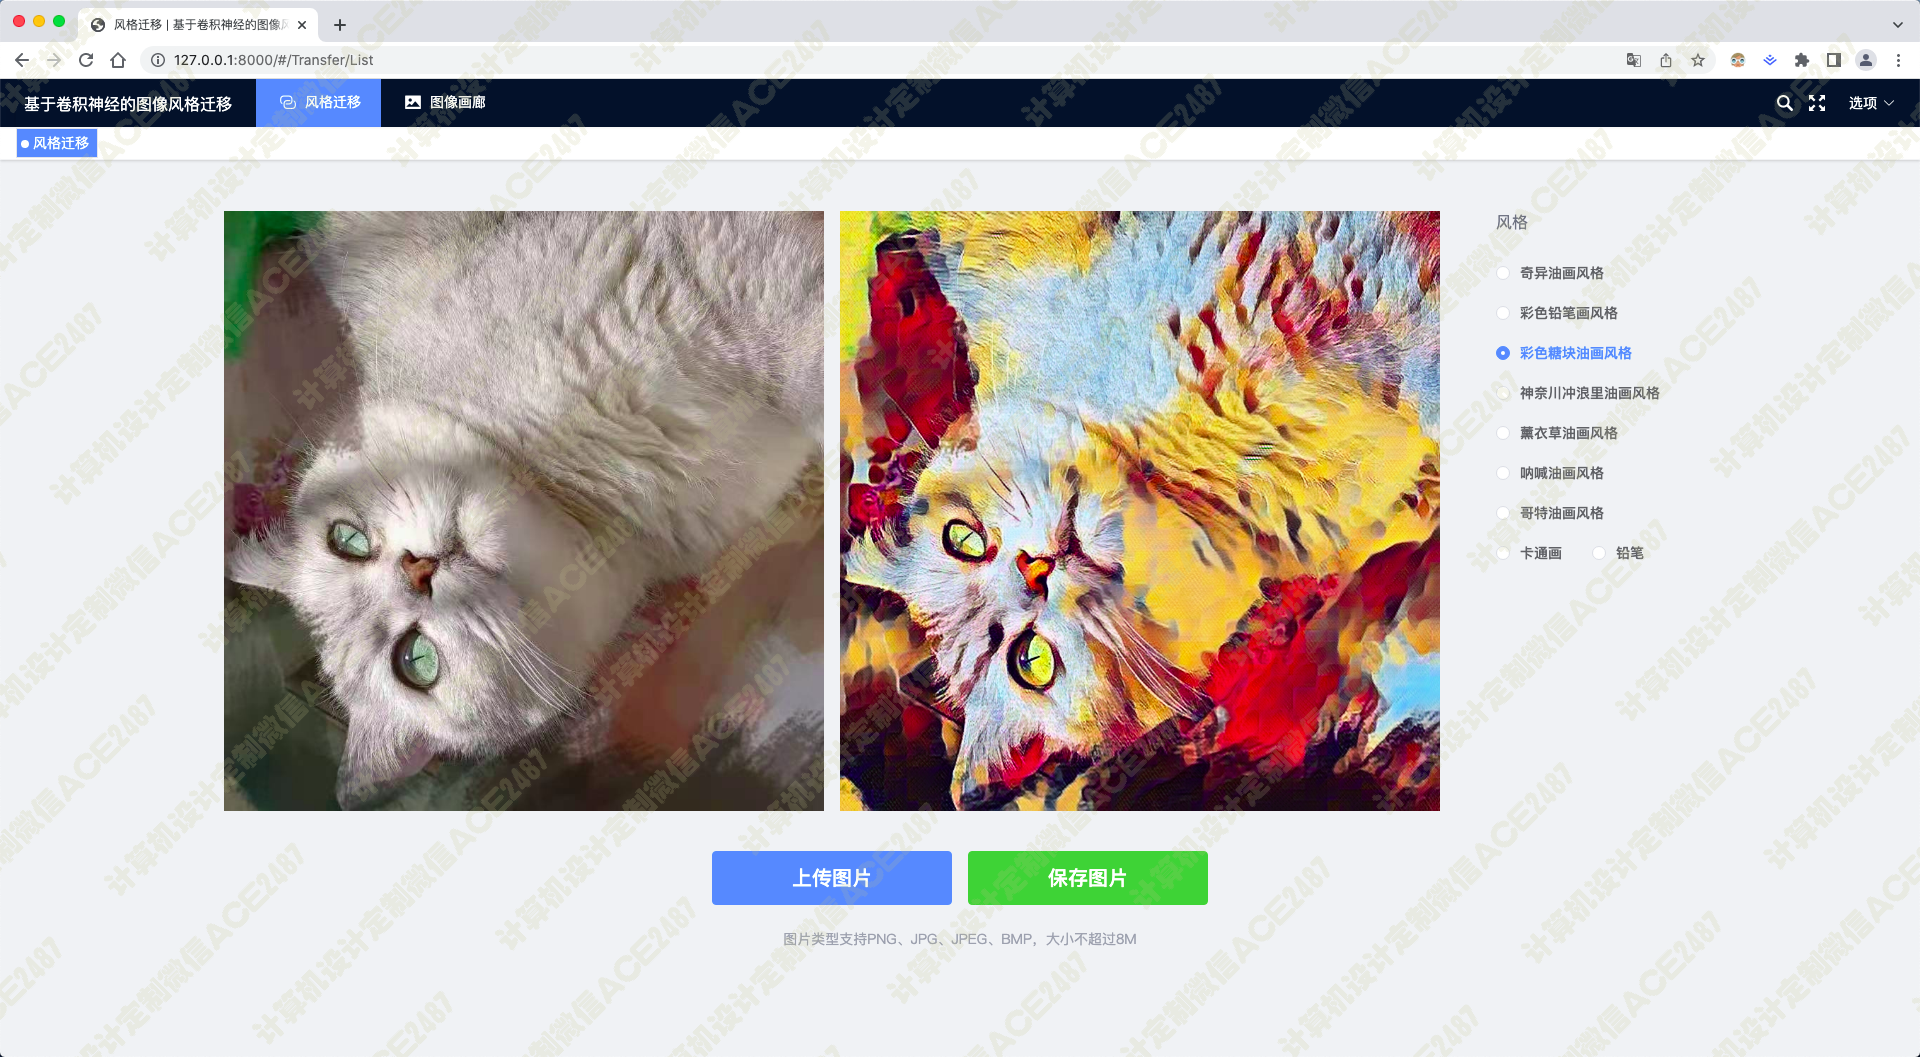 风格迁移 | 基于卷积神经的图像风
127.0.0.1:8000/#/Transfer/List
基于卷积神经的图像风格迁移
风格迁移
图像画廊
选项
风格迁移
风格
奇异油画风格
彩色铅笔画风格
彩色糖块油画风格
神奈川冲浪里油画风格
薰衣草油画风格
呐喊油画风格
哥特油画风格
卡通画 铅笔
上传图片
保存图片
图片类型支持PNG、JPG、JPEG、BMP，大小不超过8M
计算机设计定制微信ACE2487